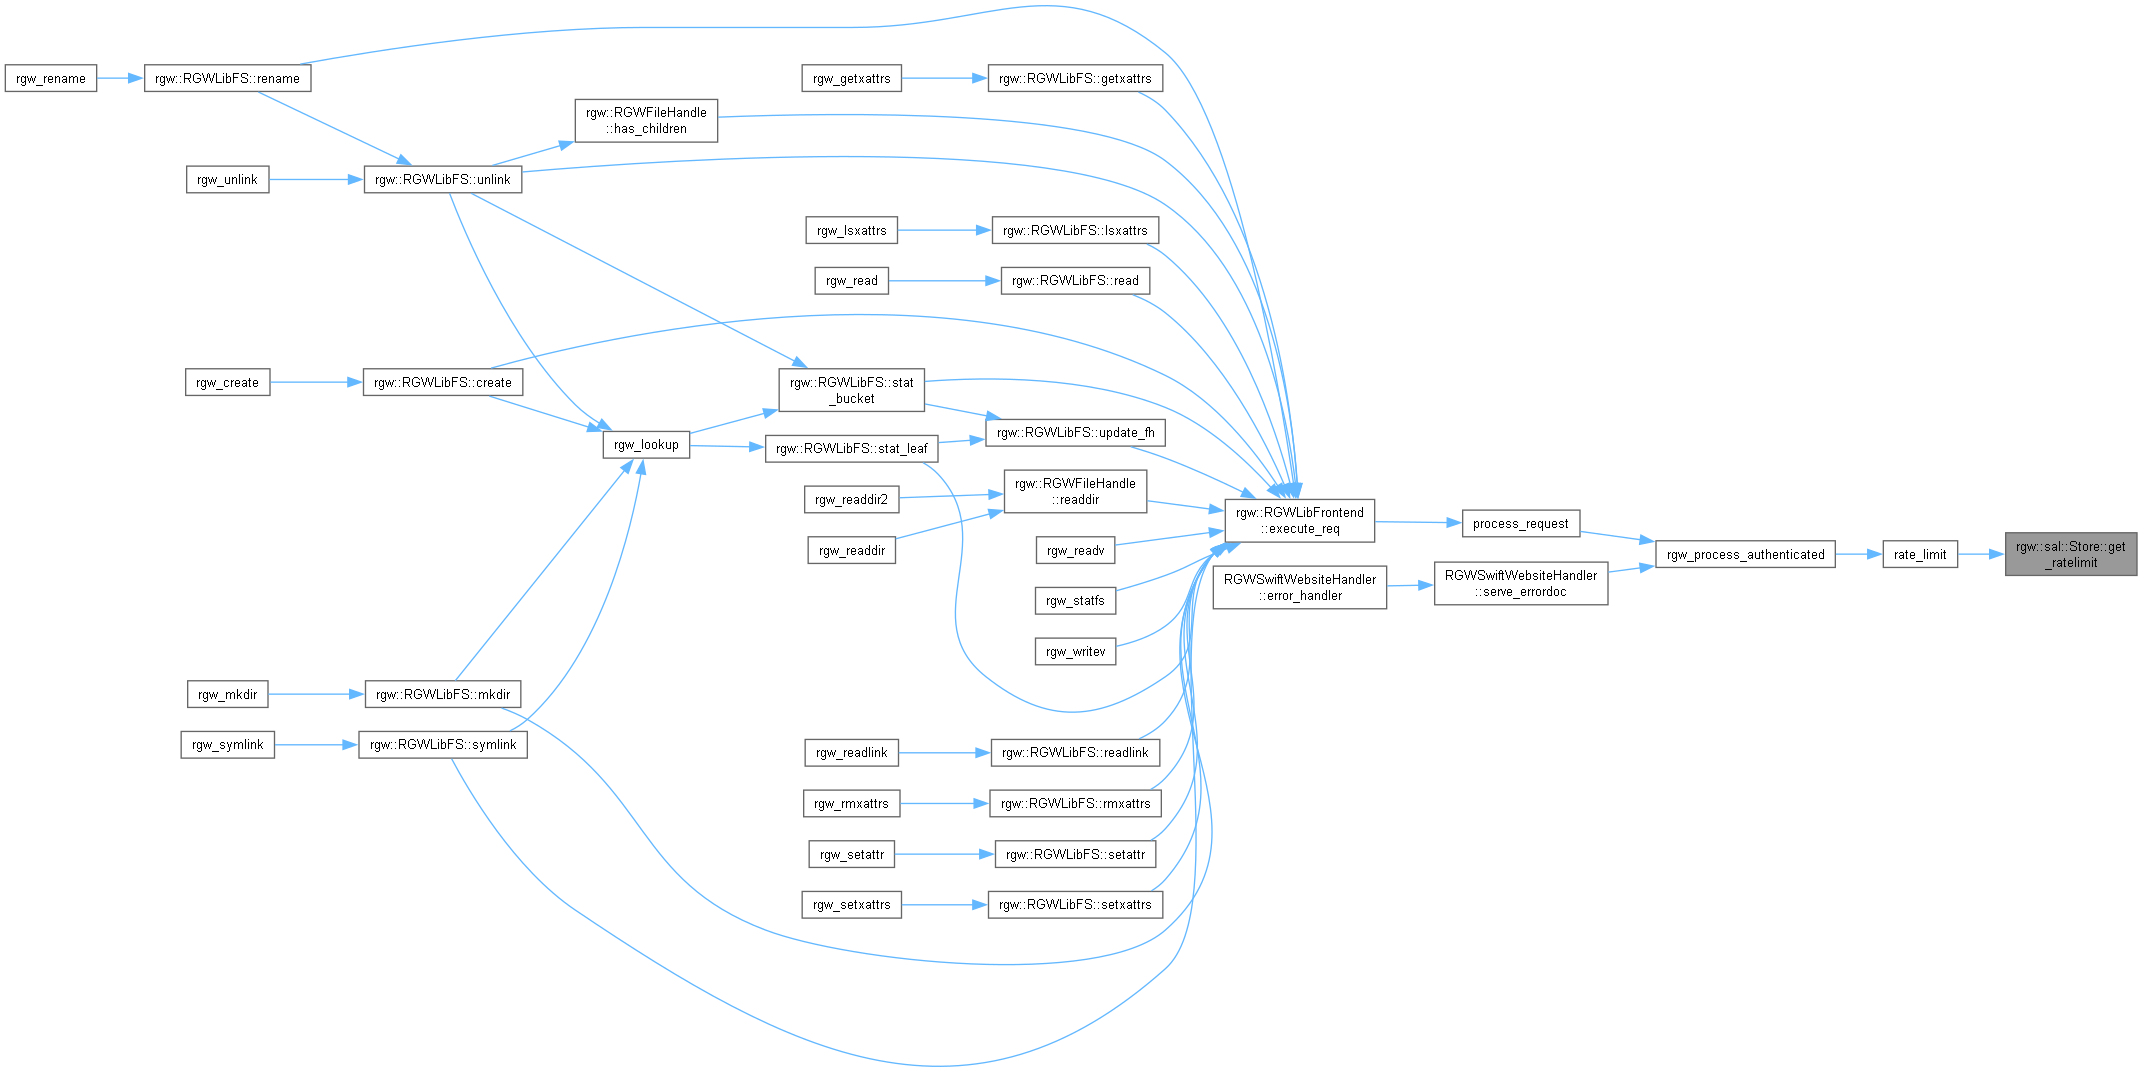 rgw_rename
rgw::RGWLibFS::rename
rgw_getxattrs
rgw::RGWLibFS::getxattrs
rgw::RGWFileHandle
::has_children
rgw_unlink
rgw::RGWLibFS::unlink
rgw_lsxattrs
rgw::RGWLibFS::lsxattrs
rgw_read
rgw::RGWLibFS::read
rgw_create
rgw::RGWLibFS::create
rgw::RGWLibFS::stat
_bucket
rgw_lookup
rgw::RGWLibFS::stat_leaf
rgw::RGWLibFS::update_fh
rgw_readdir2
rgw::RGWFileHandle
::readdir
rgw_readdir
rgw_readv
rgw::RGWLibFrontend
::execute_req
process_request
rgw_process_authenticated
rate_limit
rgw::sal::Store::get
_ratelimit
RGWSwiftWebsiteHandler
::error_handler
RGWSwiftWebsiteHandler
::serve_errordoc
rgw_statfs
rgw_writev
rgw_mkdir
rgw::RGWLibFS::mkdir
rgw_symlink
rgw::RGWLibFS::symlink
rgw_readlink
rgw::RGWLibFS::readlink
rgw_rmxattrs
rgw::RGWLibFS::rmxattrs
rgw_setattr
rgw::RGWLibFS::setattr
rgw_setxattrs
rgw::RGWLibFS::setxattrs